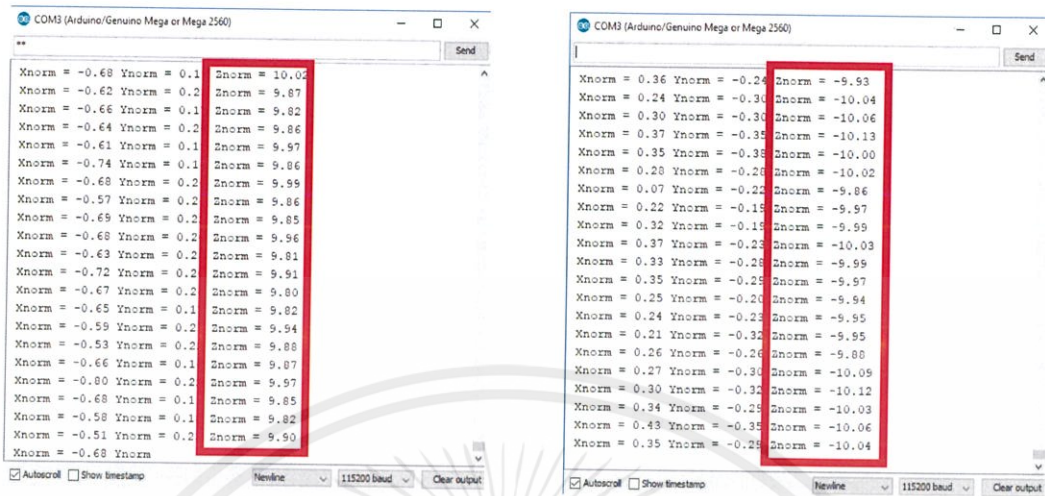 COM3 (Arduino/Genuino Mega or Mega 2560)
**
Send
Xnorm = -0.68 Ynorm = 0.1 Znorm = 10.02
Xnorm = -0.62 Ynorm = 0.2 Znorm = 9.87
Xnorm = -0.66 Ynorm = 0.1 Znorm = 9.82
Xnorm = -0.64 Ynorm = 0.2 Znorm = 9.86
Xnorm = -0.61 Ynorm = 0.1 Znorm = 9.97
Xnorm = -0.74 Ynorm = 0.1 Znorm = 9.86
Xnorm = -0.68 Ynorm = 0.2 Znorm = 9.99
Xnorm = -0.57 Ynorm = 0.2 Znorm = 9.86
Xnorm = -0.69 Ynorm = 0.2 Znorm = 9.85
Xnorm = -0.68 Ynorm = 0.2 Znorm = 9.96
Xnorm = -0.63 Ynorm = 0.2 Znorm = 9.81
Xnorm = -0.72 Ynorm = 0.2 Znorm = 9.91
Xnorm = -0.67 Ynorm = 0.2 Znorm = 9.80
Xnorm = -0.65 Ynorm = 0.1 Znorm = 9.82
Xnorm = -0.59 Ynorm = 0.2 Znorm = 9.94
Xnorm = -0.53 Ynorm = 0.2 Znorm = 9.88
Xnorm = -0.66 Ynorm = 0.1 Znorm = 9.87
Xnorm = -0.80 Ynorm = 0.2 Znorm = 9.97
Xnorm = -0.68 Ynorm = 0.1 Znorm = 9.85
Xnorm = -0.58 Ynorm = 0.1 Znorm = 9.82
Xnorm = -0.51 Ynorm = 0.2 Znorm = 9.90
Xnorm = -0.68 Ynorm
Autoscroll Show timestamp Newline 115200 baud Clear output
COM3 (Arduino/Genuino Mega or Mega 2560)
Send
Xnorm = 0.36 Ynorm = -0.24 Znorm = -9.93
Xnorm = 0.24 Ynorm = -0.30 Znorm = -10.04
Xnorm = 0.30 Ynorm = -0.30 Znorm = -10.06
Xnorm = 0.37 Ynorm = -0.35 Znorm = -10.13
Xnorm = 0.35 Ynorm = -0.38 Znorm = -10.00
Xnorm = 0.28 Ynorm = -0.28 Znorm = -10.02
Xnorm = 0.07 Ynorm = -0.22 Znorm = -9.86
Xnorm = 0.22 Ynorm = -0.19 Znorm = -9.97
Xnorm = 0.32 Ynorm = -0.19 Znorm = -9.99
Xnorm = 0.37 Ynorm = -0.23 Znorm = -10.03
Xnorm = 0.33 Ynorm = -0.28 Znorm = -9.99
Xnorm = 0.35 Ynorm = -0.29 Znorm = -9.97
Xnorm = 0.25 Ynorm = -0.20 Znorm = -9.94
Xnorm = 0.24 Ynorm = -0.23 Znorm = -9.95
Xnorm = 0.21 Ynorm = -0.32 Znorm = -9.95
Xnorm = 0.26 Ynorm = -0.26 Znorm = -9.88
Xnorm = 0.27 Ynorm = -0.30 Znorm = -10.09
Xnorm = 0.30 Ynorm = -0.32 Znorm = -10.12
Xnorm = 0.34 Ynorm = -0.29 Znorm = -10.03
Xnorm = 0.43 Ynorm = -0.35 Znorm = -10.06
Xnorm = 0.35 Ynorm = -0.29 Znorm = -10.04
Autoscroll Show timestamp Newline 115200 baud Clear output